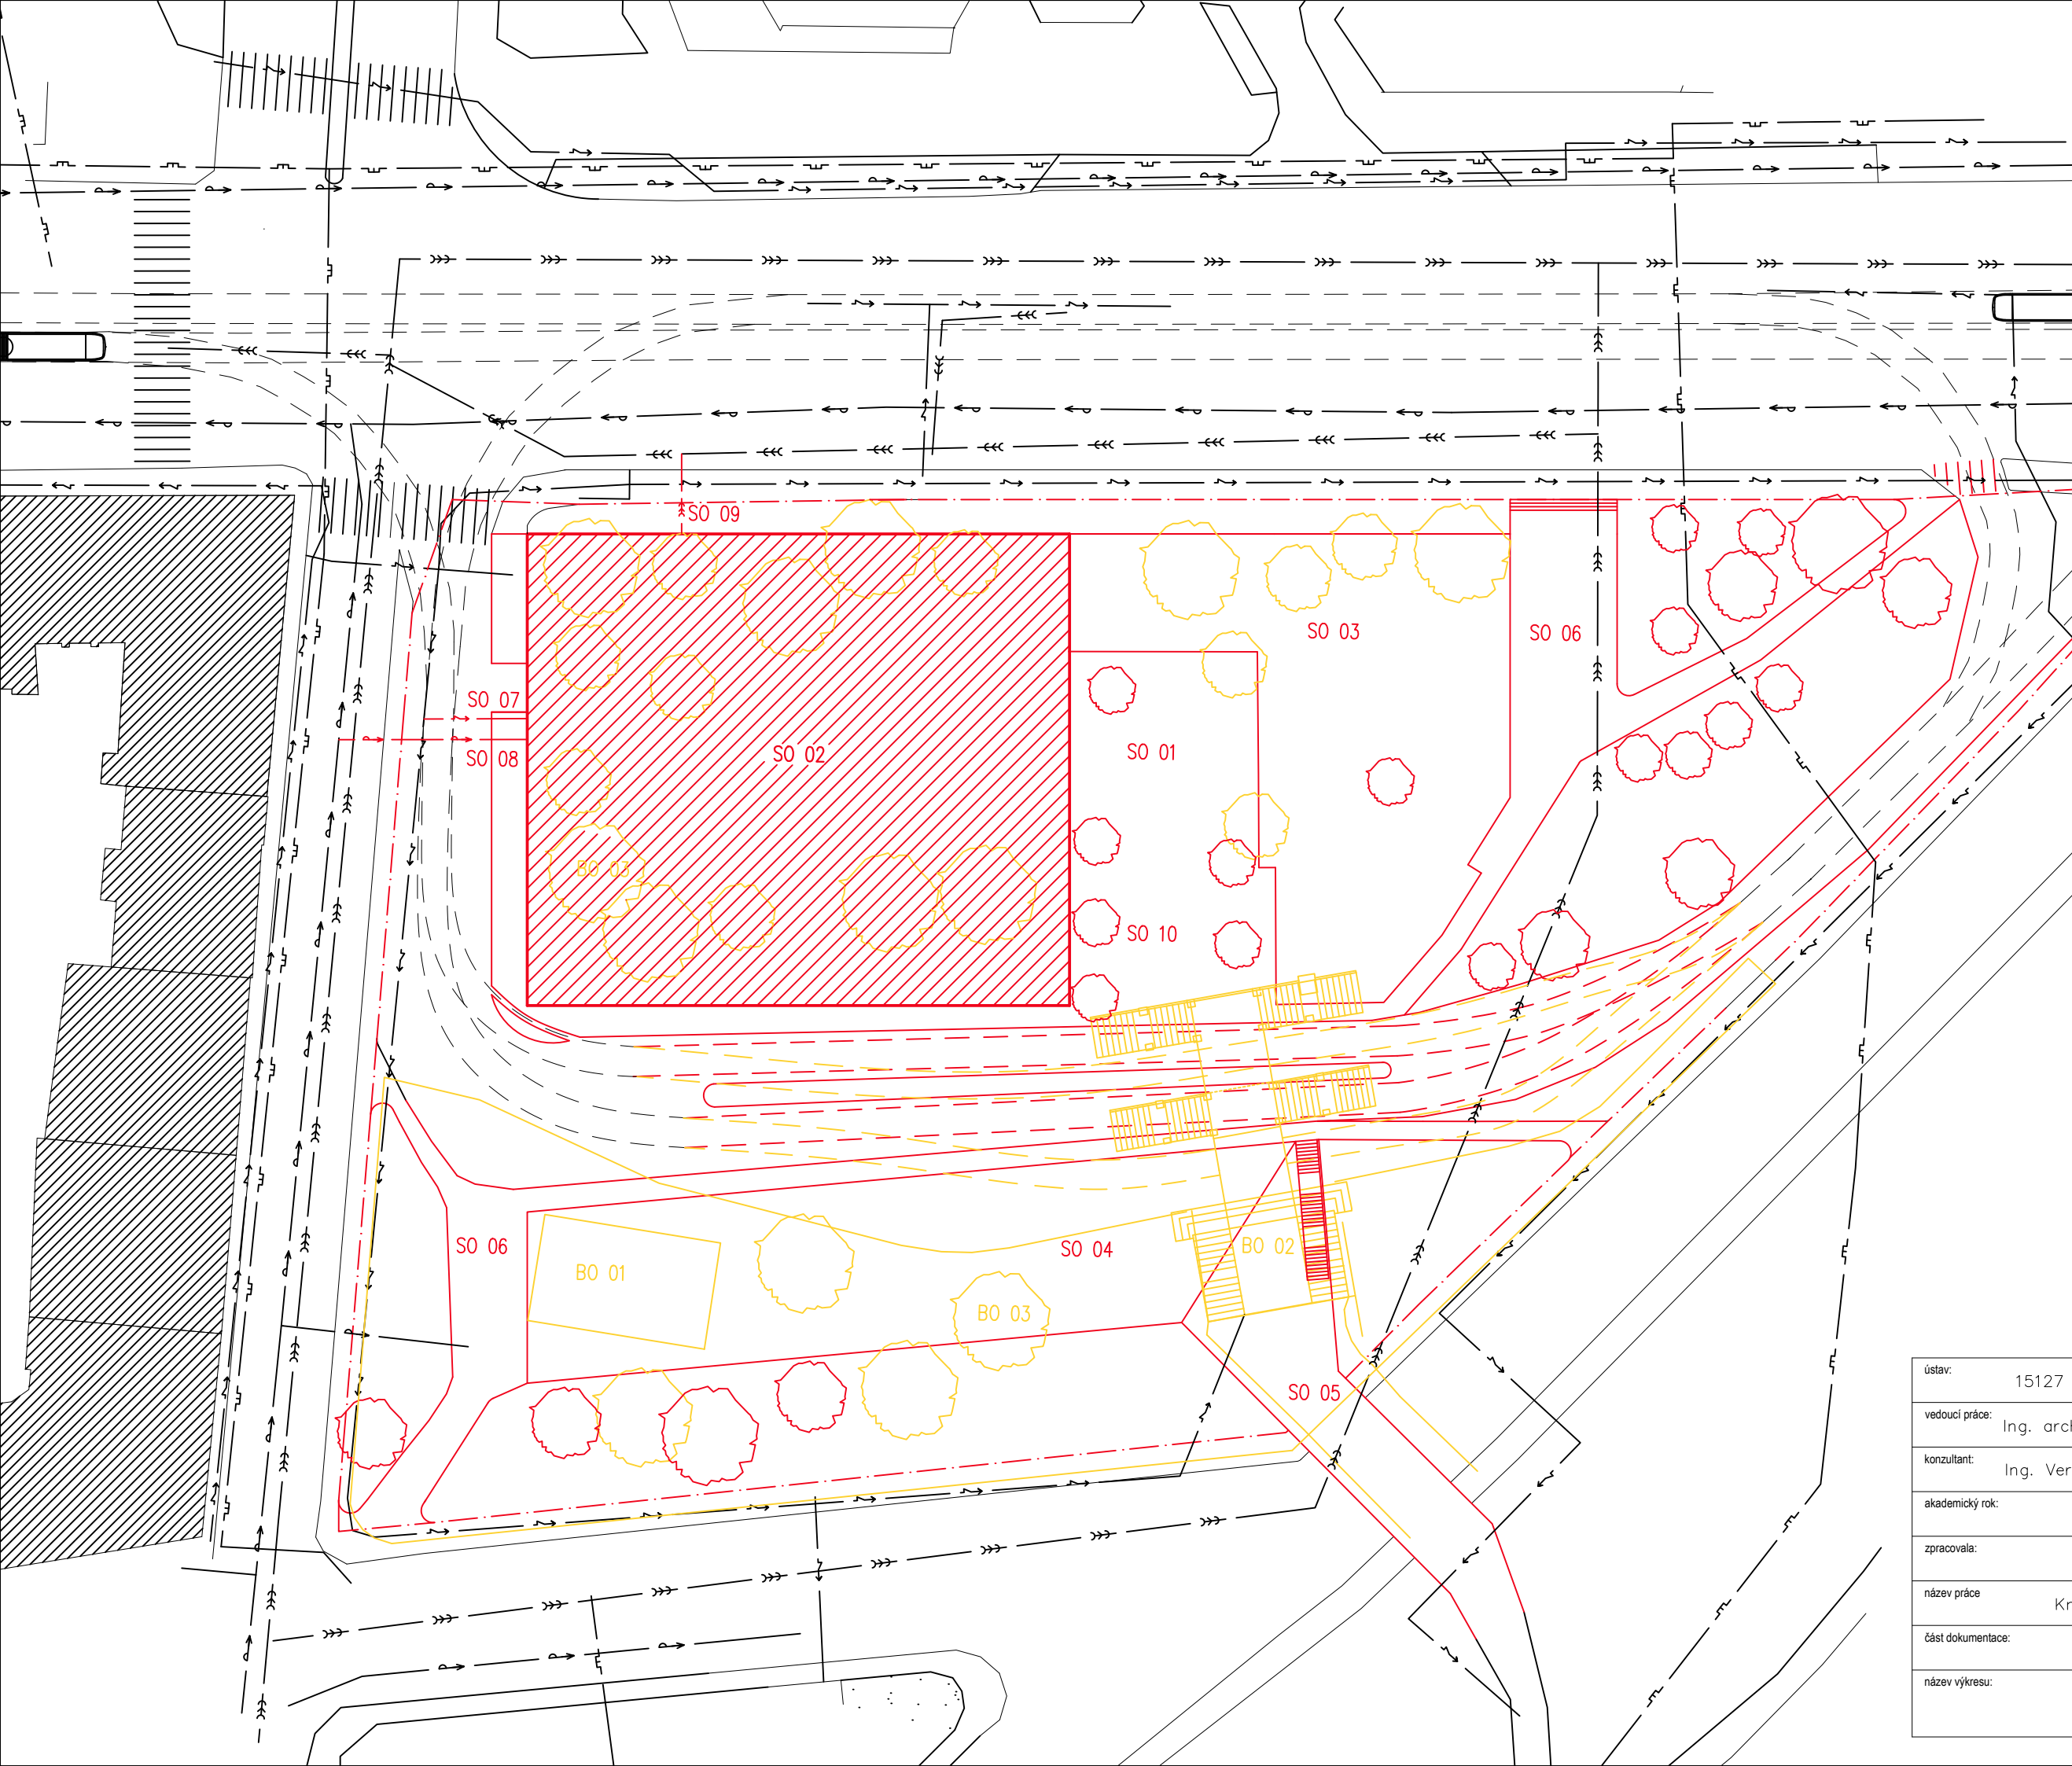 SO 09
SO 03
SO 06
SO 07
SO 08
SO 02
SO 01
BO 03
SO 10
SO 06
SO 04
BO 02
BO 01
BO 03
SO 05
ústav:
15127
vedoucí práce:
Ing. arch
konzultant:
Ing. Ver
akademický rok:
zpracovala:
název práce
Kr
část dokumentace:
název výkresu: